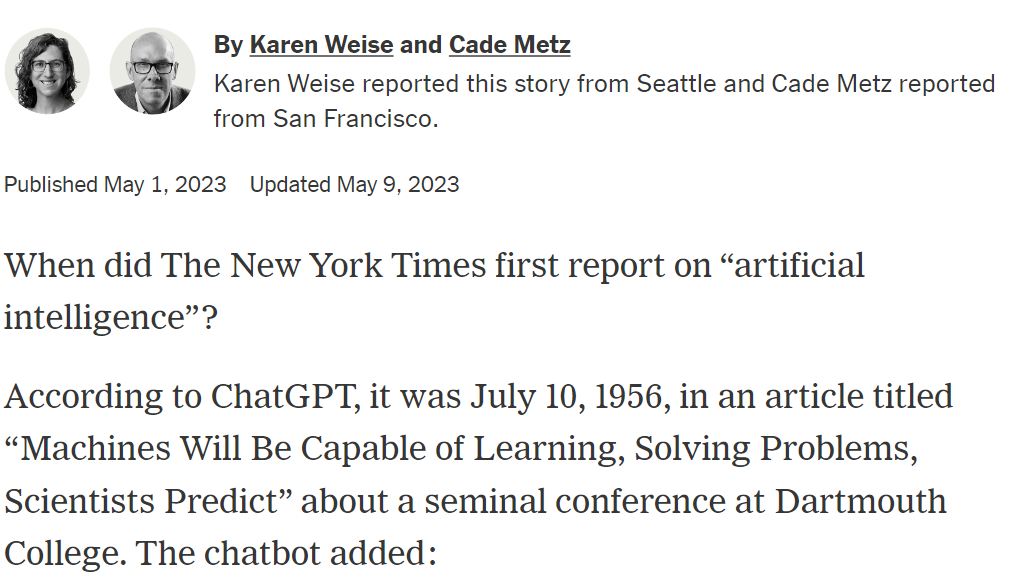 By Karen Weise and Cade Metz
Karen Weise reported this story from Seattle and Cade Metz reported
from San Francisco.
Published May 1, 2023 Updated May 9, 2023
When did The New York Times first report on “artificial
intelligence”?
According to ChatGPT, it was July 10, 1956, in an article titled
“Machines Will Be Capable of Learning, Solving Problems,
Scientists Predict” about a seminal conference at Dartmouth
College. The chatbot added: